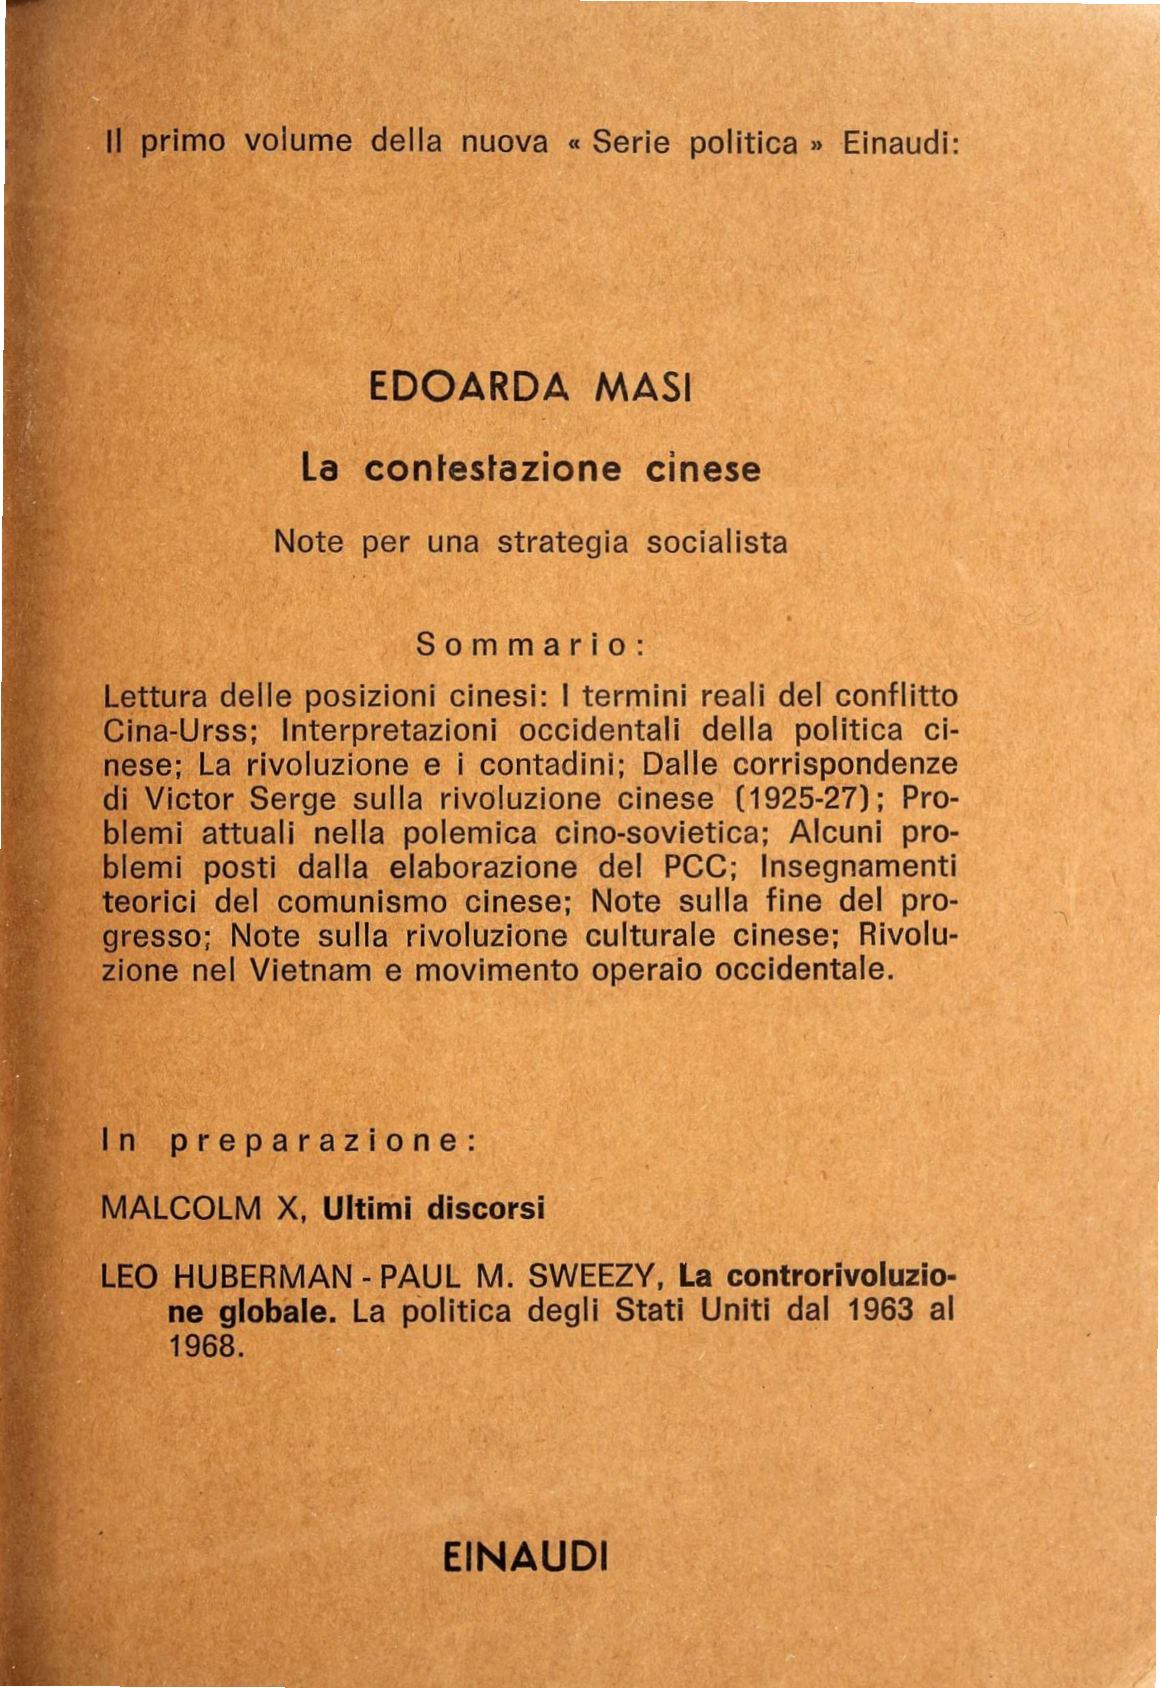 Il primo volume della nuova « Serie politica » Einaudi:
EDOARDA MASI
La contestazione cinese
Note per una strategia socialista
Sommario:
Lettura delle posizioni cinesi: I termini reali del conflitto
Cina-Urss; Interpretazioni occidentali della politica ci-
nese; La rivoluzione e i contadini; Dalle corrispondenze
di Victor Serge sulla rivoluzione cinese (1925-27); Pro-
blemi attuali nella polemica cino-sovietica; Alcuni pro-
blemi posti dalla elaborazione del PCC; Insegnamenti
teorici del comunismo cinese; Note sulla fine del pro-
gresso; Note sulla rivoluzione culturale cinese; Rivolu-
zione nel Vietnam e movimento operaio occidentale.
In preparazione:
MALCOLM X, Ultimi discorsi
LEO HUBERMAN - PAUL M. SWEEZY, La controrivoluzio-
ne globale. La politica degli Stati Uniti dal 1963 al
1968.
EINAUDI